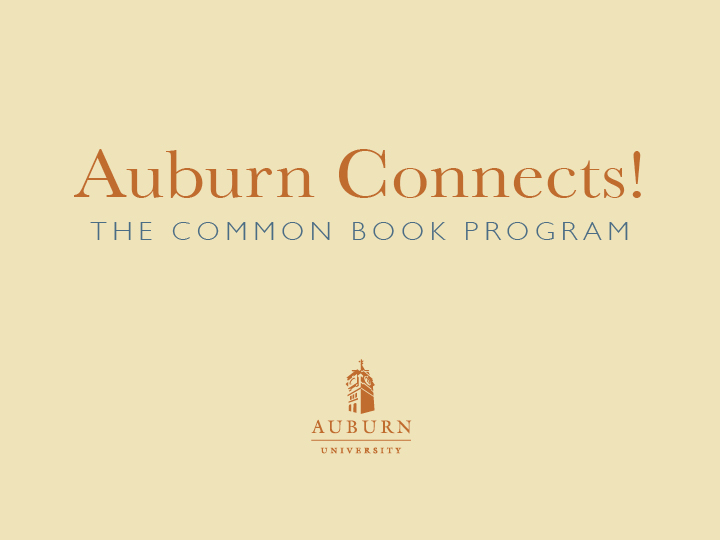 Auburn Connects!
THE COMMON BOOK PROGRAM
AUBURN
UNIVERSITY